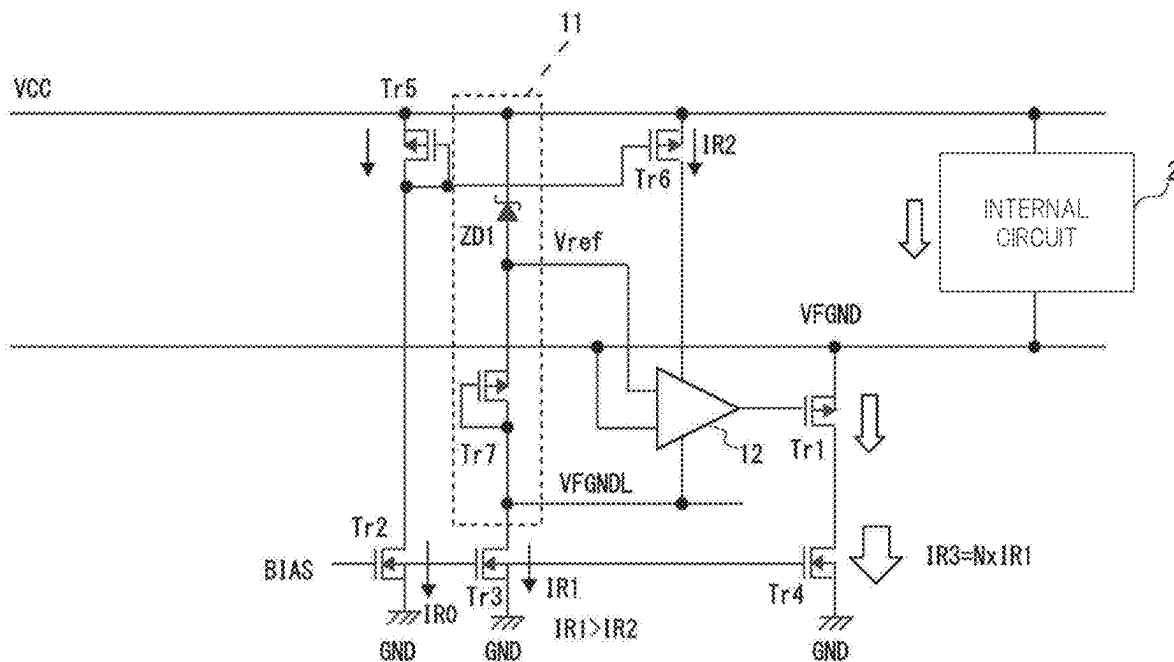 11
VCC
Tr5
IR2
Tr6
2
INTERNAL
CIRCUIT
ZD1
Vref
VFGND
Tr7
12
Tr1
VFGNDL
Tr2
BIAS
IR0
Tr3
IR1
Tr4
IR3=NxIR1
IR1>IR2
GND
GND
GND